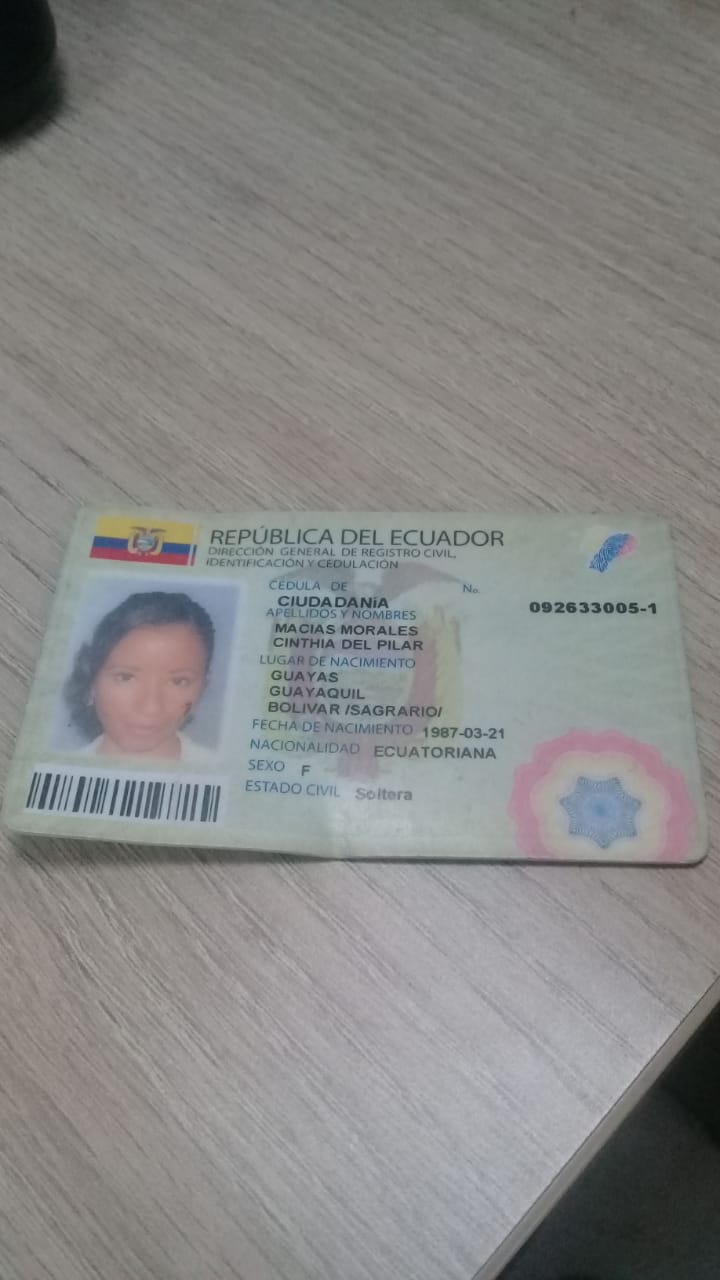 REPÚBLICA DEL ECUADOR
DIRECCIÓN GENERAL DE REGISTRO CIVIL,
IDENTIFICACIÓN Y CEDULACIÓN
CÉDULA DE No.
CIUDADANÍA 092633005-1
APELLIDOS Y NOMBRES
MACIAS MORALES
CINTHIA DEL PILAR
LUGAR DE NACIMIENTO
GUAYAS
GUAYAQUIL
BOLIVAR /SAGRARIO/
FECHA DE NACIMIENTO 1987-03-21
NACIONALIDAD ECUATORIANA
SEXO F
ESTADO CIVIL Soltera